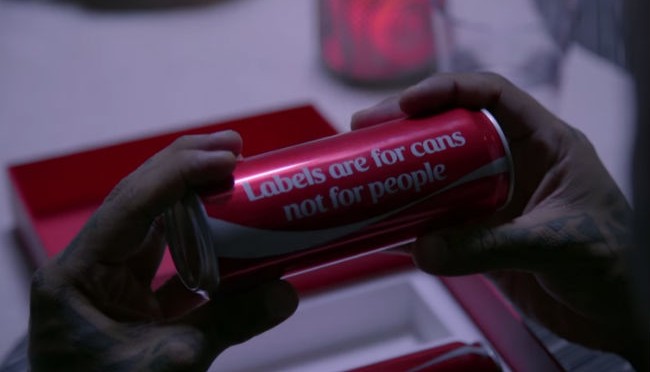 Labels are for cans
not for people